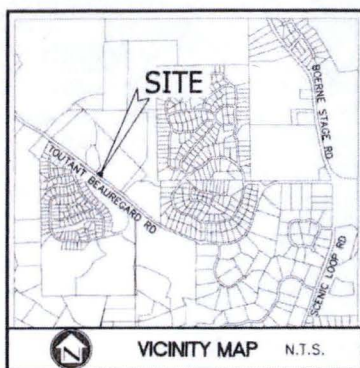 SITE
BOERNE STAGE RD
TOUTANT BEAUREGARD RD
SCENIC LOOP RD
N
VICINITY MAP N.T.S.